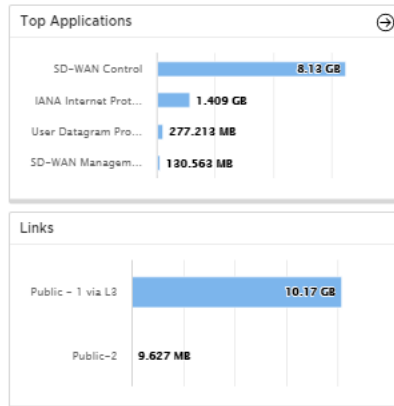 Top Applications
SD-WAN Control 8.13 GB
IANA Internet Prot... 1.409 GB
User Datagram Pro... 277.213 MB
SD-WAN Managem... 130.563 MB
Links
Public - 1 via L3 10.17 GB
Public-2 9.627 MB